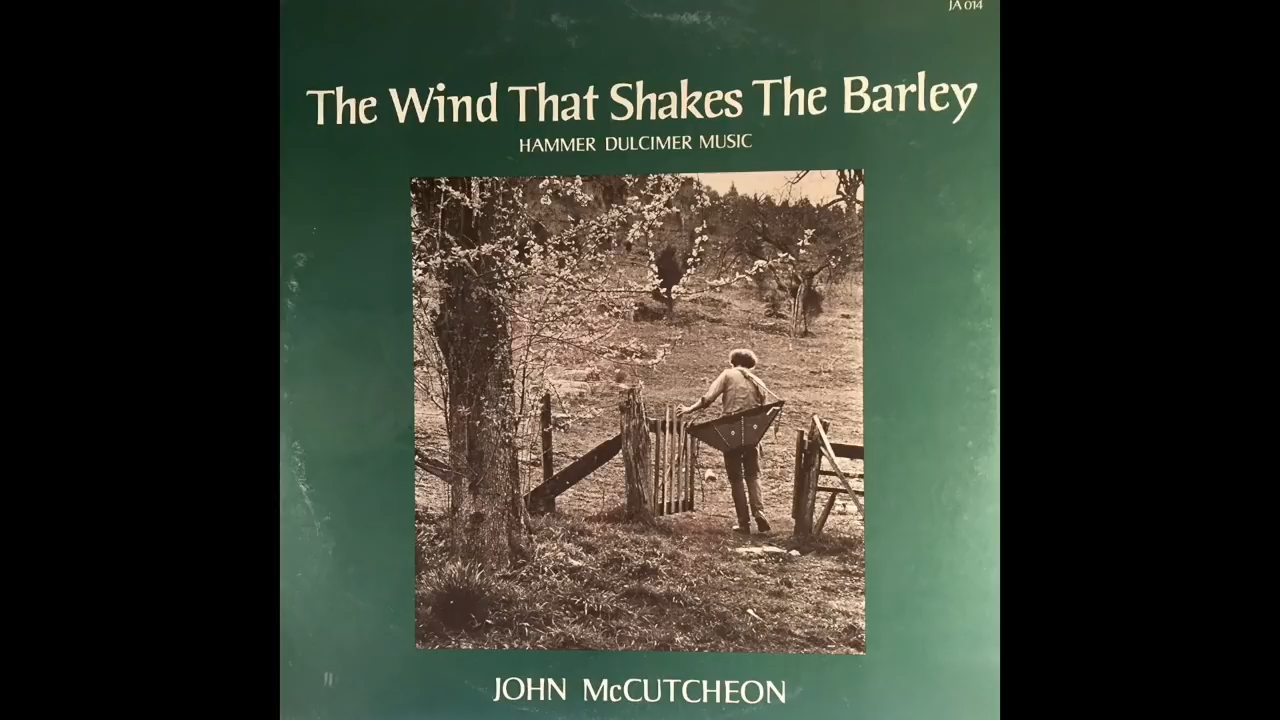 JA 014
The Wind That Shakes The Barley
HAMMER DULCIMER MUSIC
JOHN McCUTCHEON